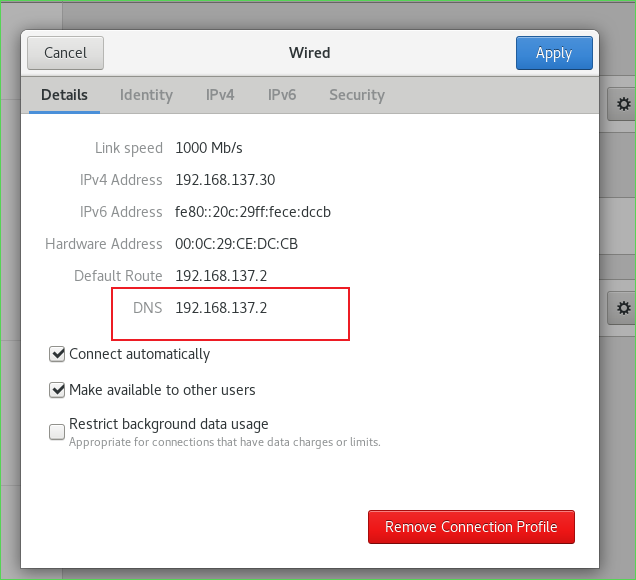 Cancel Wired Apply
Details Identity IPv4 IPv6 Security
Link speed 1000 Mb/s
IPv4 Address 192.168.137.30
IPv6 Address fe80::20c:29ff:fece:dccb
Hardware Address 00:0C:29:CE:DC:CB
Default Route 192.168.137.2
DNS 192.168.137.2
Connect automatically
Make available to other users
Restrict background data usage
Appropriate for connections that have data charges or limits.
Remove Connection Profile